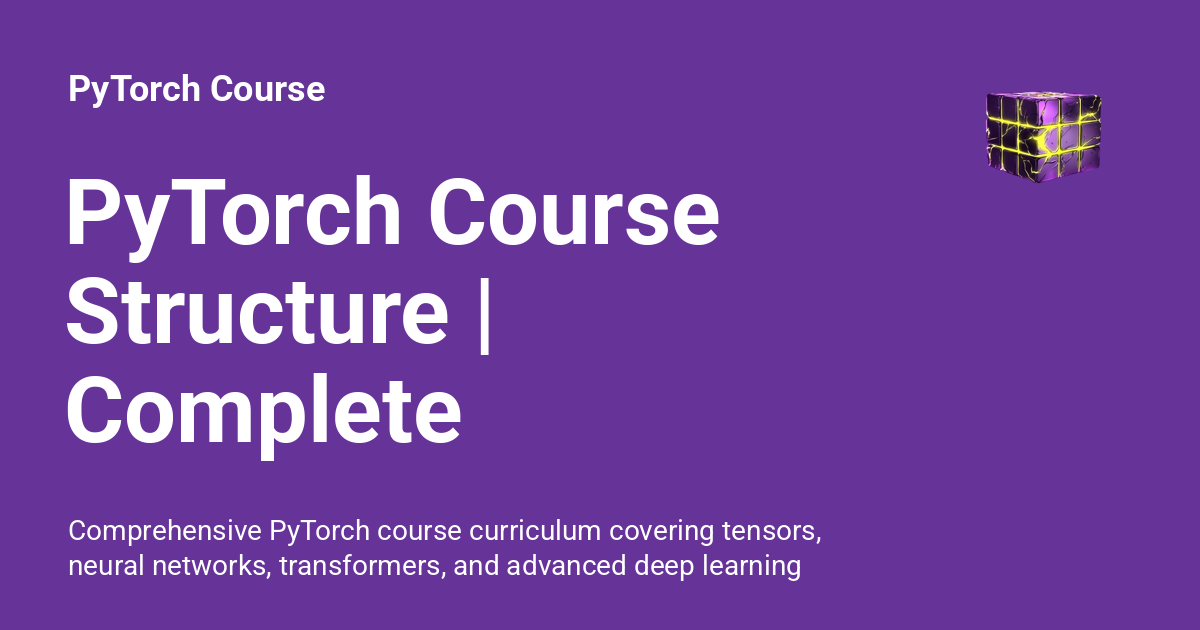 PyTorch Course
PyTorch Course
Structure |
Complete
Comprehensive PyTorch course curriculum covering tensors,
neural networks, transformers, and advanced deep learning